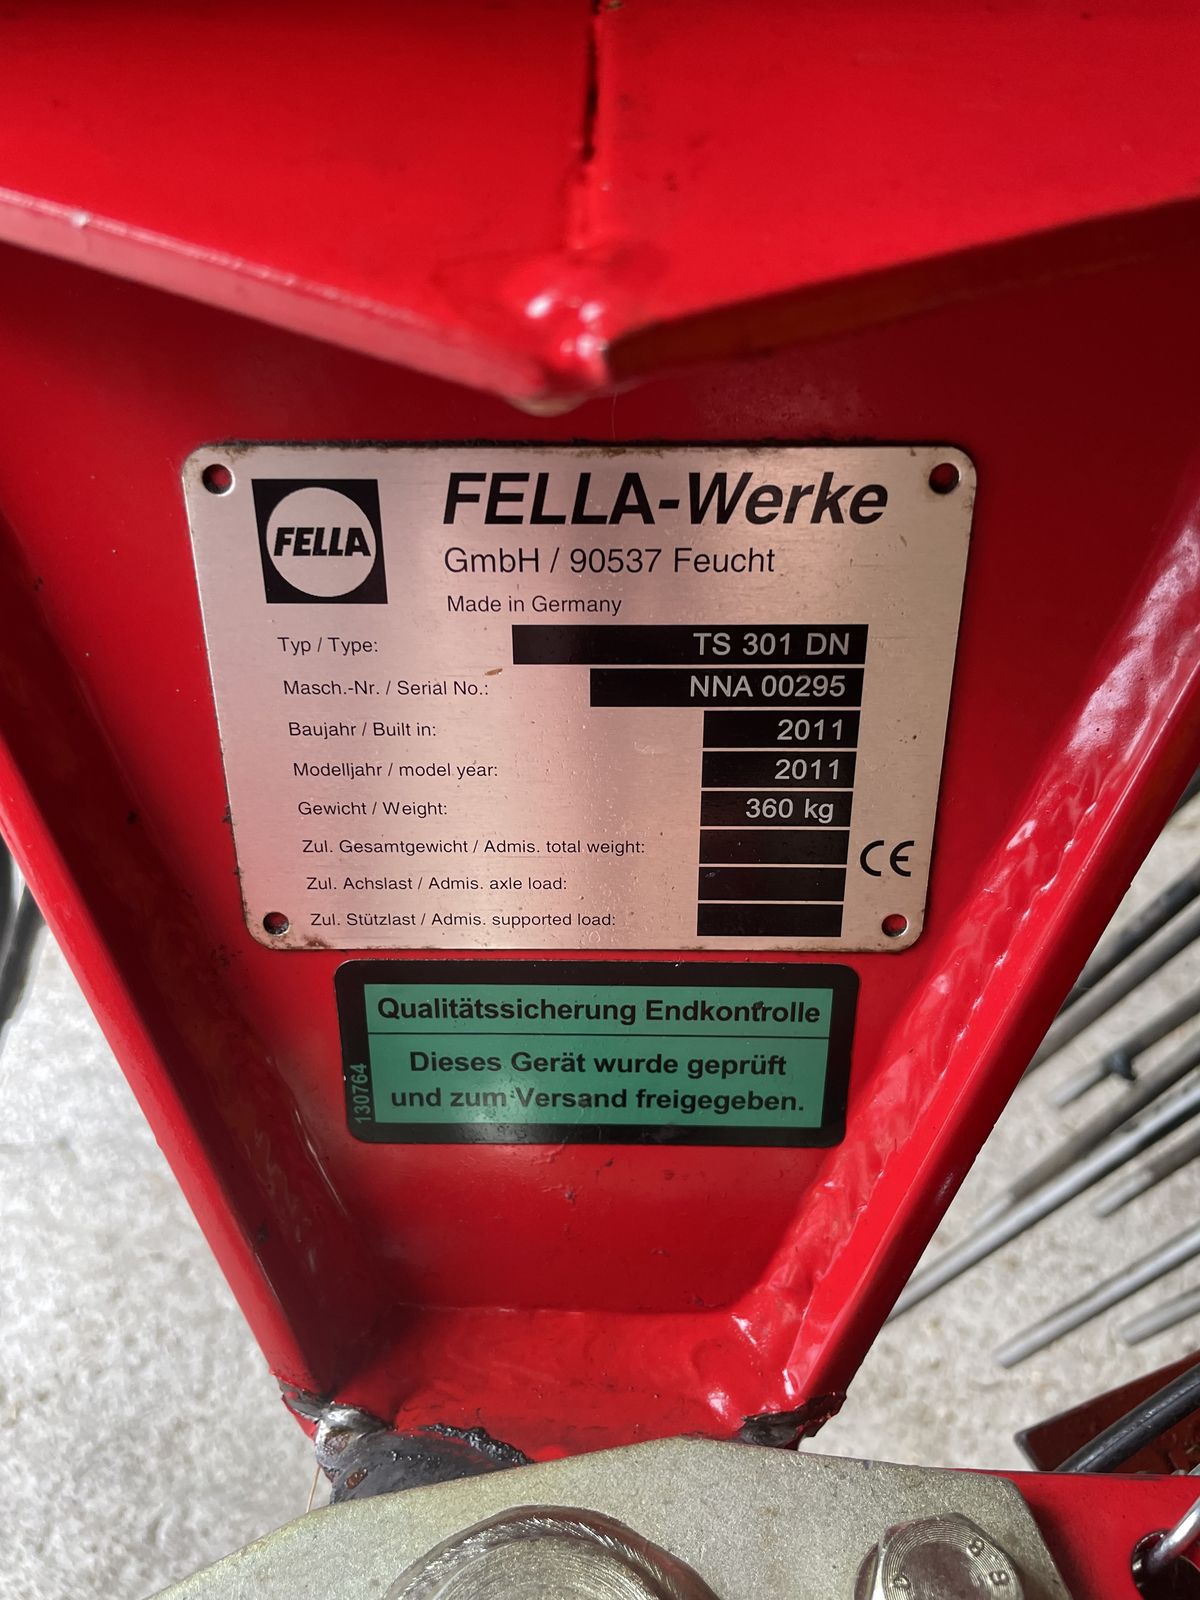 FELLA
FELLA-Werke
GmbH / 90537 Feucht
Made in Germany
Typ / Type: TS 301 DN
Masch.-Nr. / Serial No.: NNA 00295
Baujahr / Built in: 2011
Modelljahr / model year: 2011
Gewicht / Weight: 360 kg
Zul. Gesamtgewicht / Admis. total weight:
Zul. Achslast / Admis. axle load:
Zul. Stützlast / Admis. supported load:
CE
Qualitätssicherung Endkontrolle
Dieses Gerät wurde geprüft
und zum Versand freigegeben.
130764